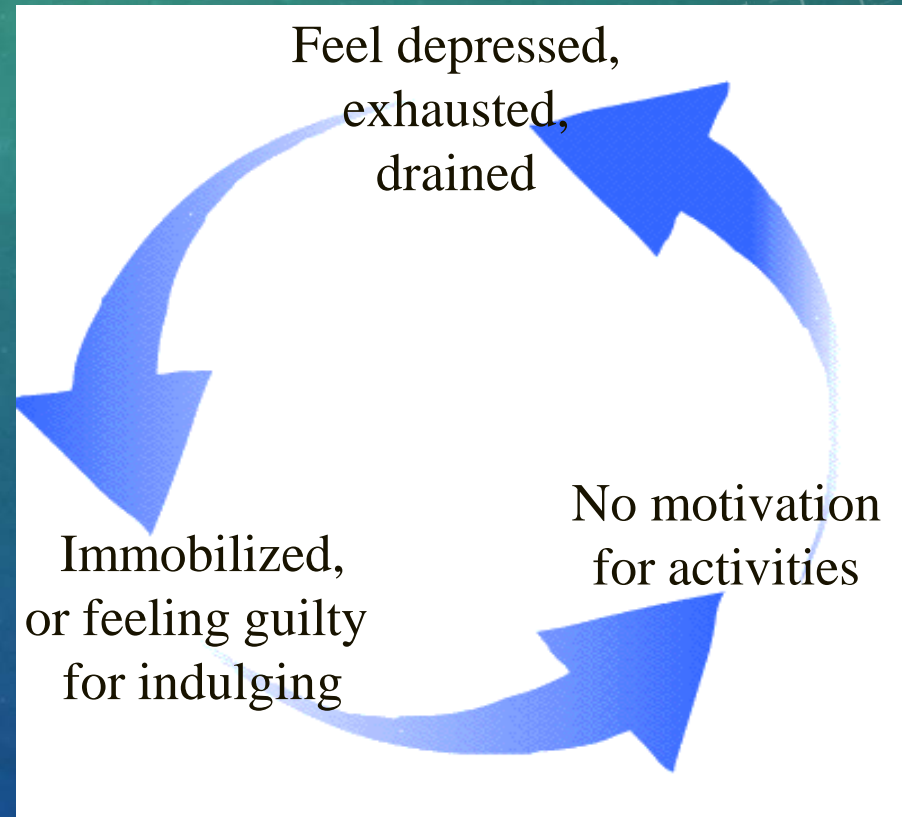 Feel depressed,
exhausted,
drained
Immobilized,
or feeling guilty
for indulging
No motivation
for activities